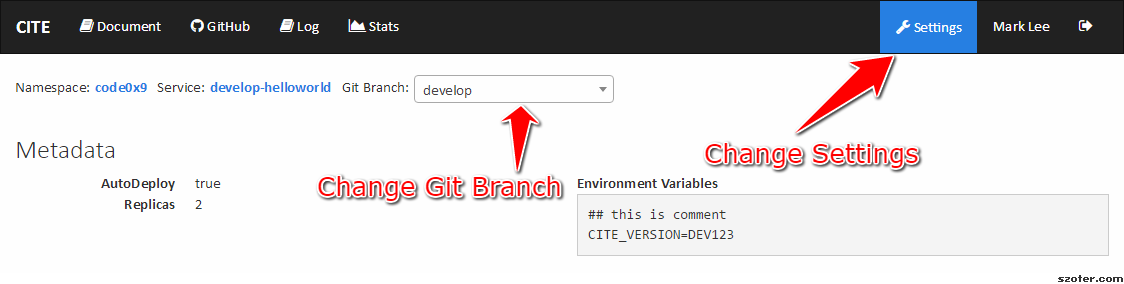 CITE Document GitHub Log Stats Settings Mark Lee
Namespace: code0x9 Service: develop-helloworld Git Branch: develop
Change Settings
Metadata
Change Git Branch
AutoDeploy true
Replicas 2
Environment Variables
## this is comment
CITE_VERSION=DEV123
szoter.com